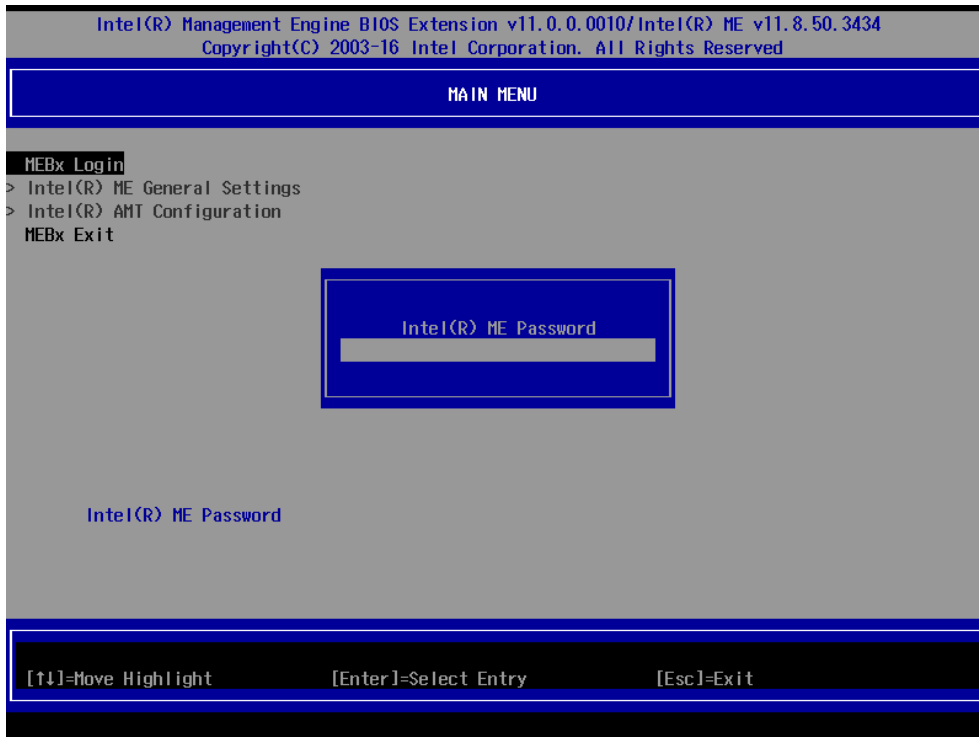 Intel(R) Management Engine BIOS Extension v11.0.0.0010/Intel(R) ME v11.8.50.3434
Copyright(C) 2003-16 Intel Corporation. All Rights Reserved
MAIN MENU
MEBx Login
> Intel(R) ME General Settings
> Intel(R) AMT Configuration
MEBx Exit
Intel(R) ME Password
Intel(R) ME Password
[↑↓]=Move Highlight [Enter]=Select Entry [Esc]=Exit